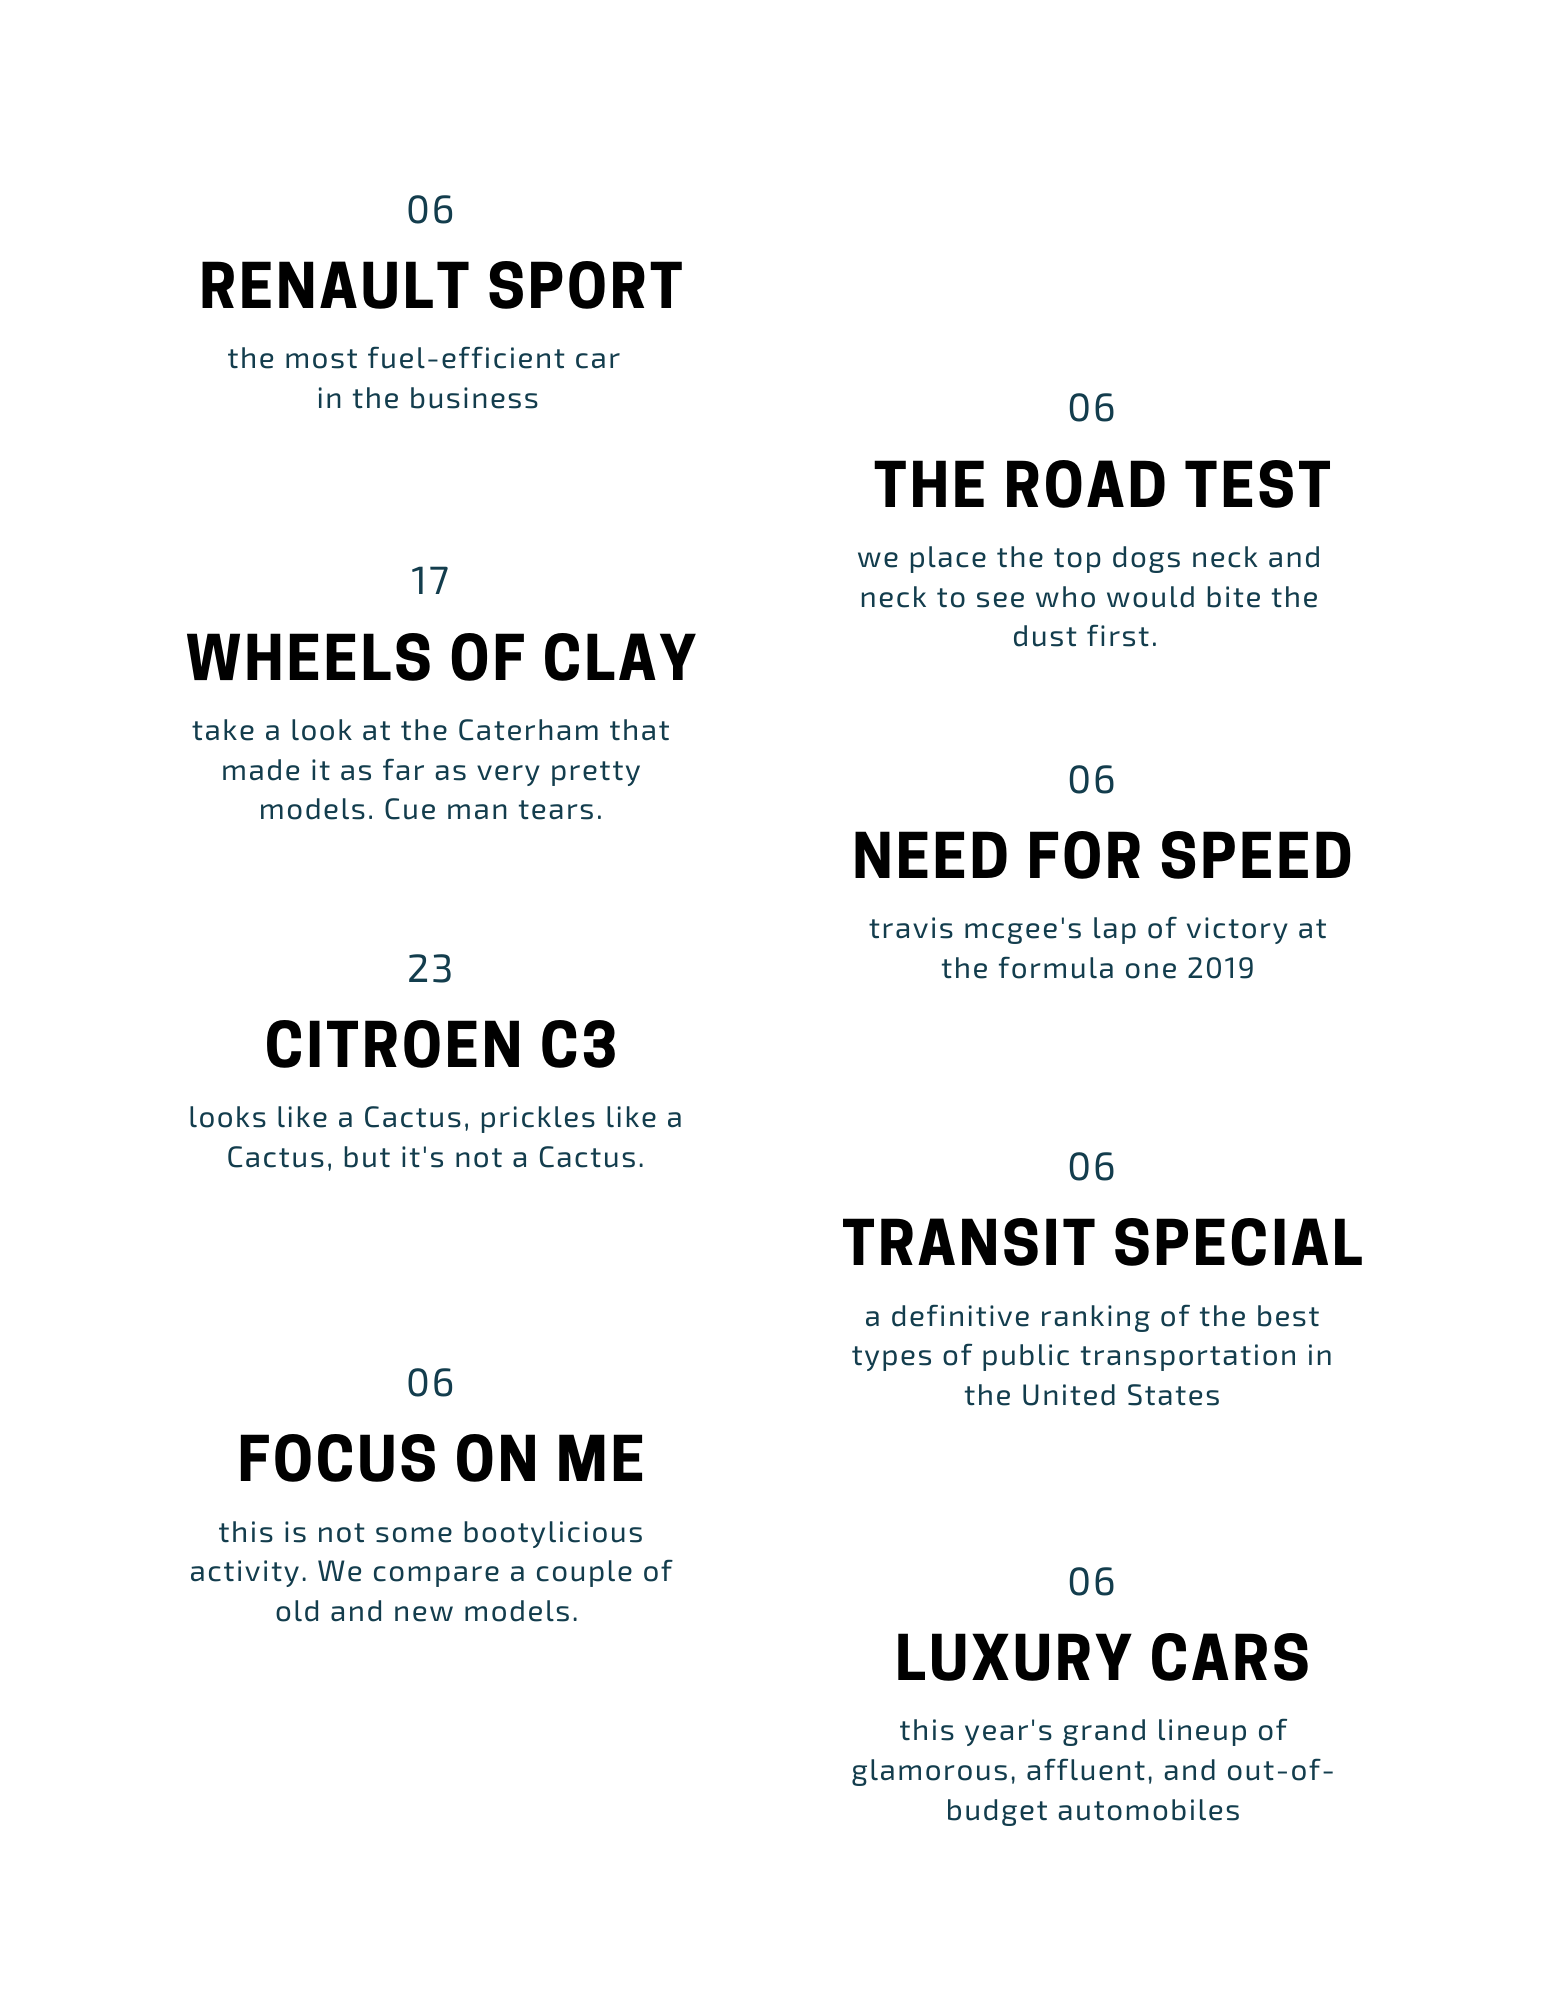 06
RENAULT SPORT
the most fuel-efficient car
in the business
17
WHEELS OF CLAY
take a look at the Caterham that
made it as far as very pretty
models. Cue man tears.
23
CITROEN C3
looks like a Cactus, prickles like a
Cactus, but it's not a Cactus.
06
FOCUS ON ME
this is not some bootylicious
activity. We compare a couple of
old and new models.
06
THE ROAD TEST
we place the top dogs neck and
neck to see who would bite the
dust first.
06
NEED FOR SPEED
travis mcgee's lap of victory at
the formula one 2019
06
TRANSIT SPECIAL
a definitive ranking of the best
types of public transportation in
the United States
06
LUXURY CARS
this year's grand lineup of
glamorous, affluent, and out-of-
budget automobiles